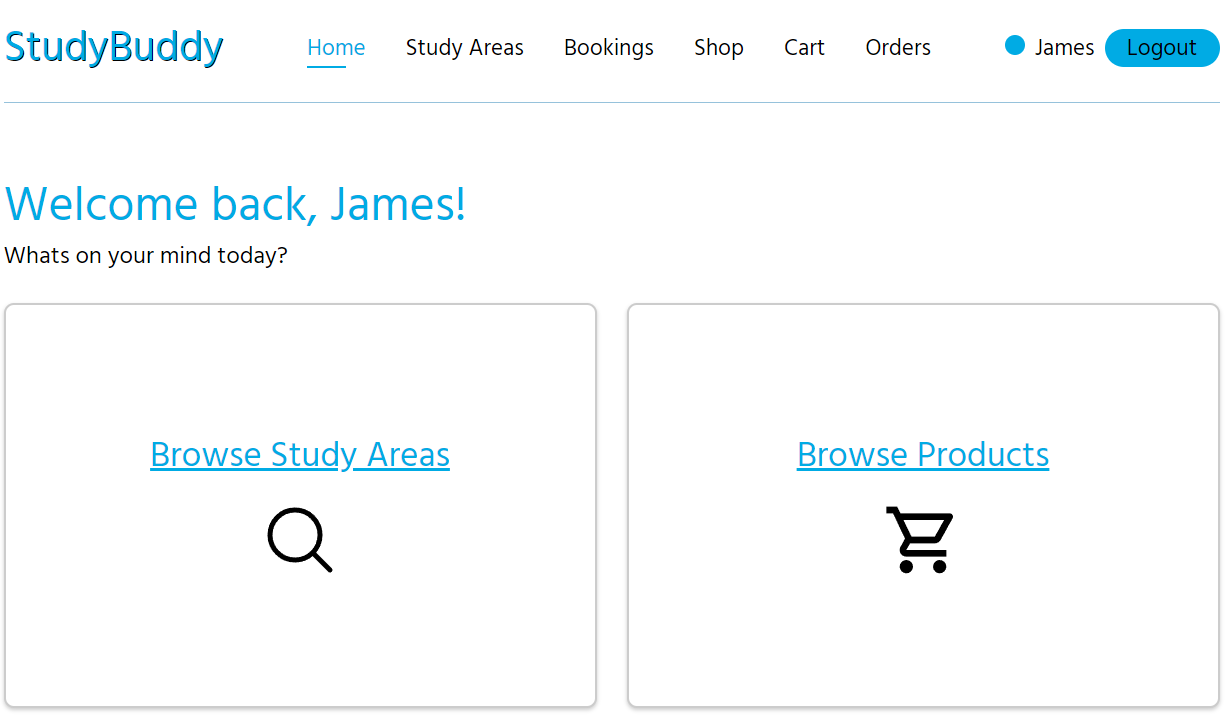 StudyBuddy Home Study Areas Bookings Shop Cart Orders James Logout
Welcome back, James!
Whats on your mind today?
Browse Study Areas
Browse Products